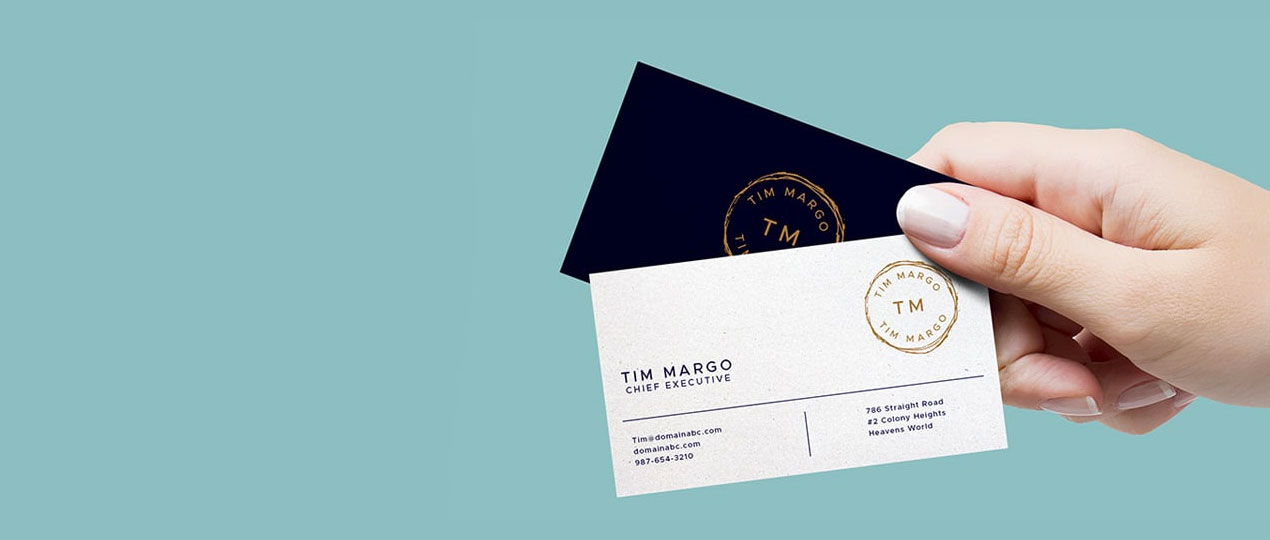 TIM MARGO
TM
TIM MARGO
TM
TIM MARGO
TIM MARGO
CHIEF EXECUTIVE
Tim@domainabc.com
domainabc.com
987-654-3210
786 Straight Road
#2 Colony Heights
Heavens World